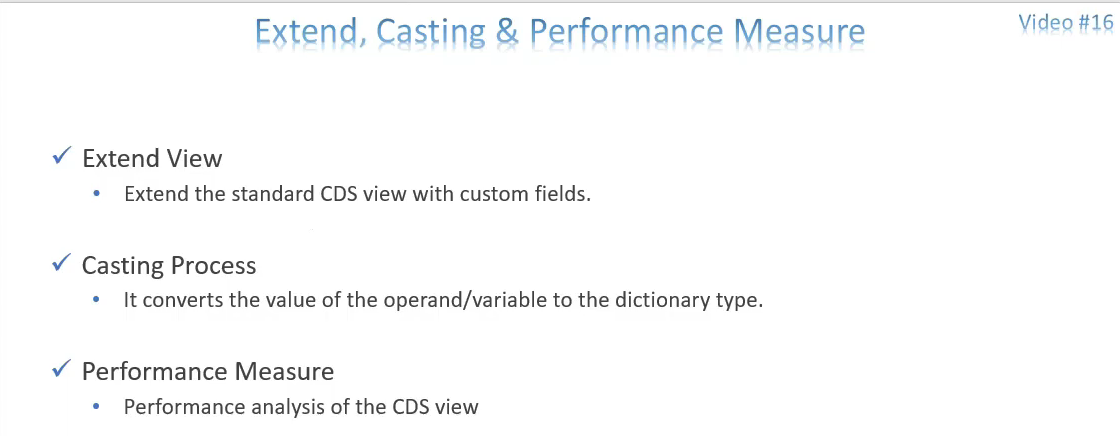 Extend, Casting & Performance Measure
Video #16
✓ Extend View
• Extend the standard CDS view with custom fields.
✓ Casting Process
• It converts the value of the operand/variable to the dictionary type.
✓ Performance Measure
• Performance analysis of the CDS view